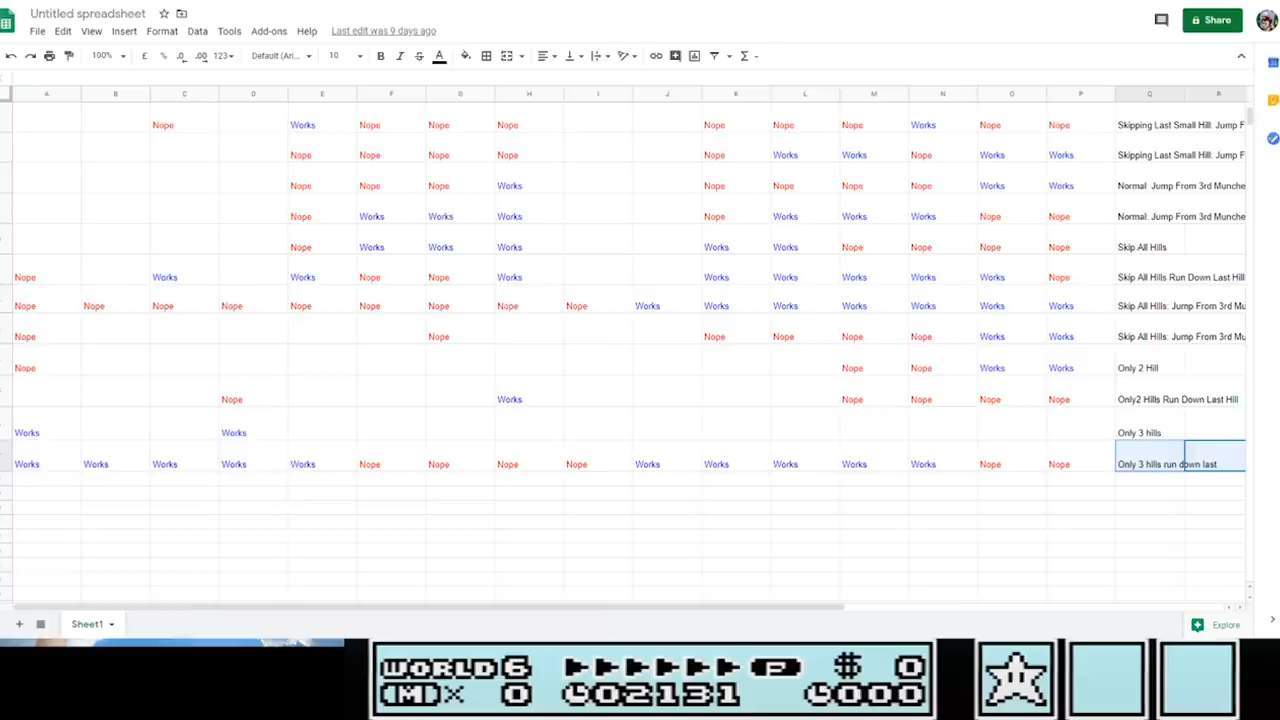 Untitled spreadsheet
Share
File Edit View Insert Format Data Tools Add-ons Help Last edit was 9 days ago
100% £ % .0 .00 123 Default (Ari... 10 B I S A Σ
A B C D E F G H I J K L M N O P Q R
Nope Works Nope Nope Nope Nope Nope Nope Works Nope Nope Skipping Last Small Hill: Jump F
Nope Nope Nope Nope Nope Works Works Nope Works Works Skipping Last Small Hill: Jump F
Nope Nope Nope Works Nope Nope Nope Nope Works Works Normal: Jump From 3rd Munche
Nope Works Works Works Nope Works Works Works Nope Nope Normal: Jump From 3rd Munche
Nope Works Works Works Works Works Nope Nope Nope Nope Skip All Hills
Nope Works Works Nope Nope Works Works Works Works Works Works Nope Skip All Hills Run Down Last Hill
Nope Nope Nope Nope Nope Nope Nope Nope Nope Works Works Works Works Works Works Works Skip All Hills: Jump From 3rd Mu
Nope Nope Nope Nope Nope Nope Works Works Skip All Hills: Jump From 3rd Mu
Nope Nope Nope Works Works Only 2 Hill
Nope Works Nope Nope Nope Nope Only2 Hills Run Down Last Hill
Works Works Only 3 hills
Works Works Works Works Works Nope Nope Nope Nope Works Works Works Works Works Nope Nope Only 3 hills run down last
Sheet1
Explore
WORLD 6 P $ 0
M x 0 02131 000